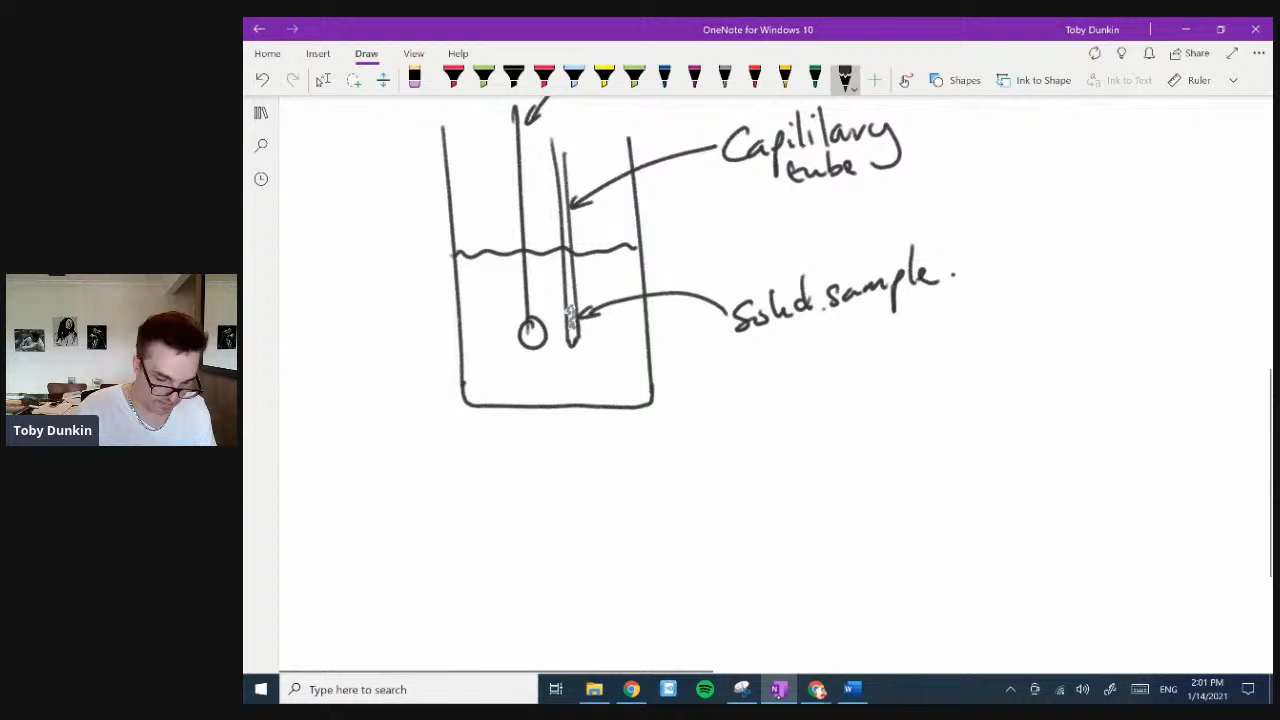 OneNote for Windows 10
Toby Dunkin
Home
Insert
Draw
View
Help
Share
Shapes
Ink to Shape
Ink to Text
Ruler
Capililary
tube
Solid. sample.
Toby Dunkin
Type here to search
ENG
2:01 PM
1/14/2021